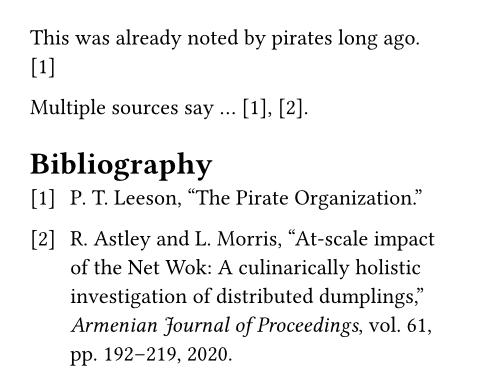 This was already noted by pirates long ago.
[1]
Multiple sources say … [1], [2].
Bibliography
[1] P. T. Leeson, “The Pirate Organization.”
[2] R. Astley and L. Morris, “At-scale impact
of the Net Wok: A culinarically holistic
investigation of distributed dumplings,”
Armenian Journal of Proceedings, vol. 61,
pp. 192–219, 2020.